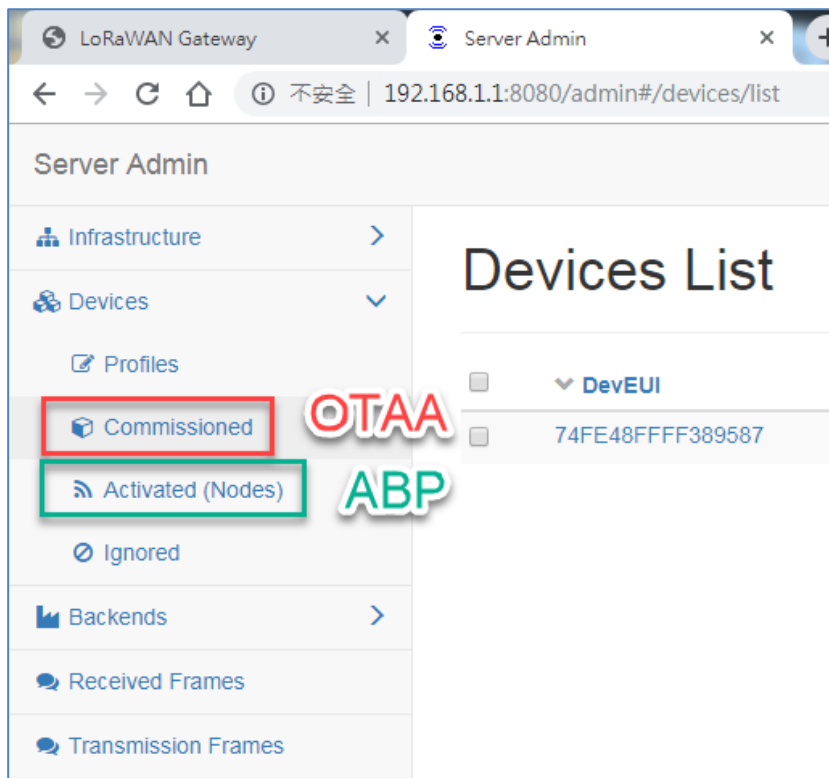 LoRaWAN Gateway
Server Admin
不安全 | 192.168.1.1:8080/admin#/devices/list
Server Admin
Infrastructure
Devices
Profiles
Commissioned
OTAA
Activated (Nodes)
ABP
Ignored
Backends
Received Frames
Transmission Frames
Devices List
DevEUI
74FE48FFFF389587